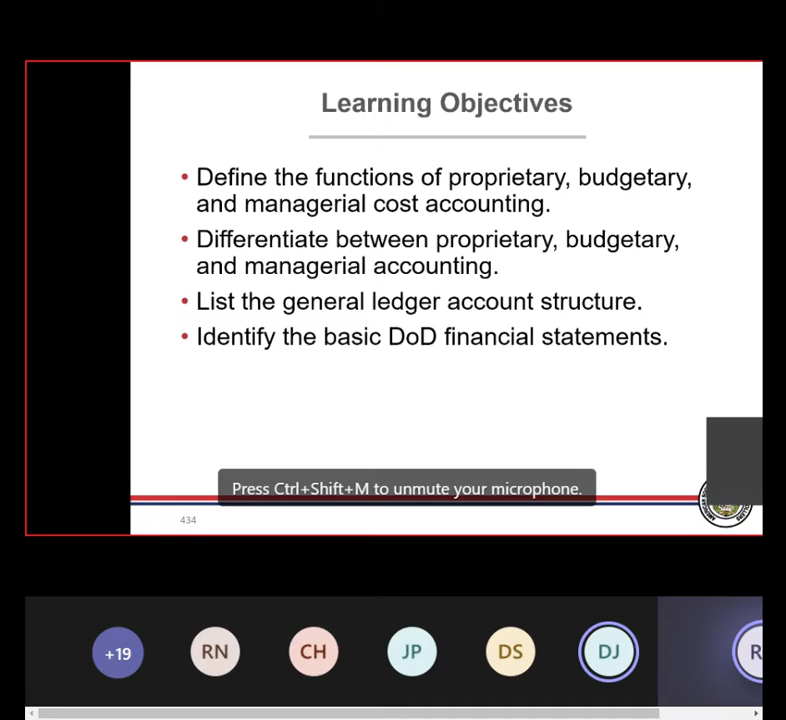 Learning Objectives
• Define the functions of proprietary, budgetary,
and managerial cost accounting.
• Differentiate between proprietary, budgetary,
and managerial accounting.
• List the general ledger account structure.
• Identify the basic DoD financial statements.
Press Ctrl+Shift+M to unmute your microphone.
434
+19
RN
CH
JP
DS
DJ
R